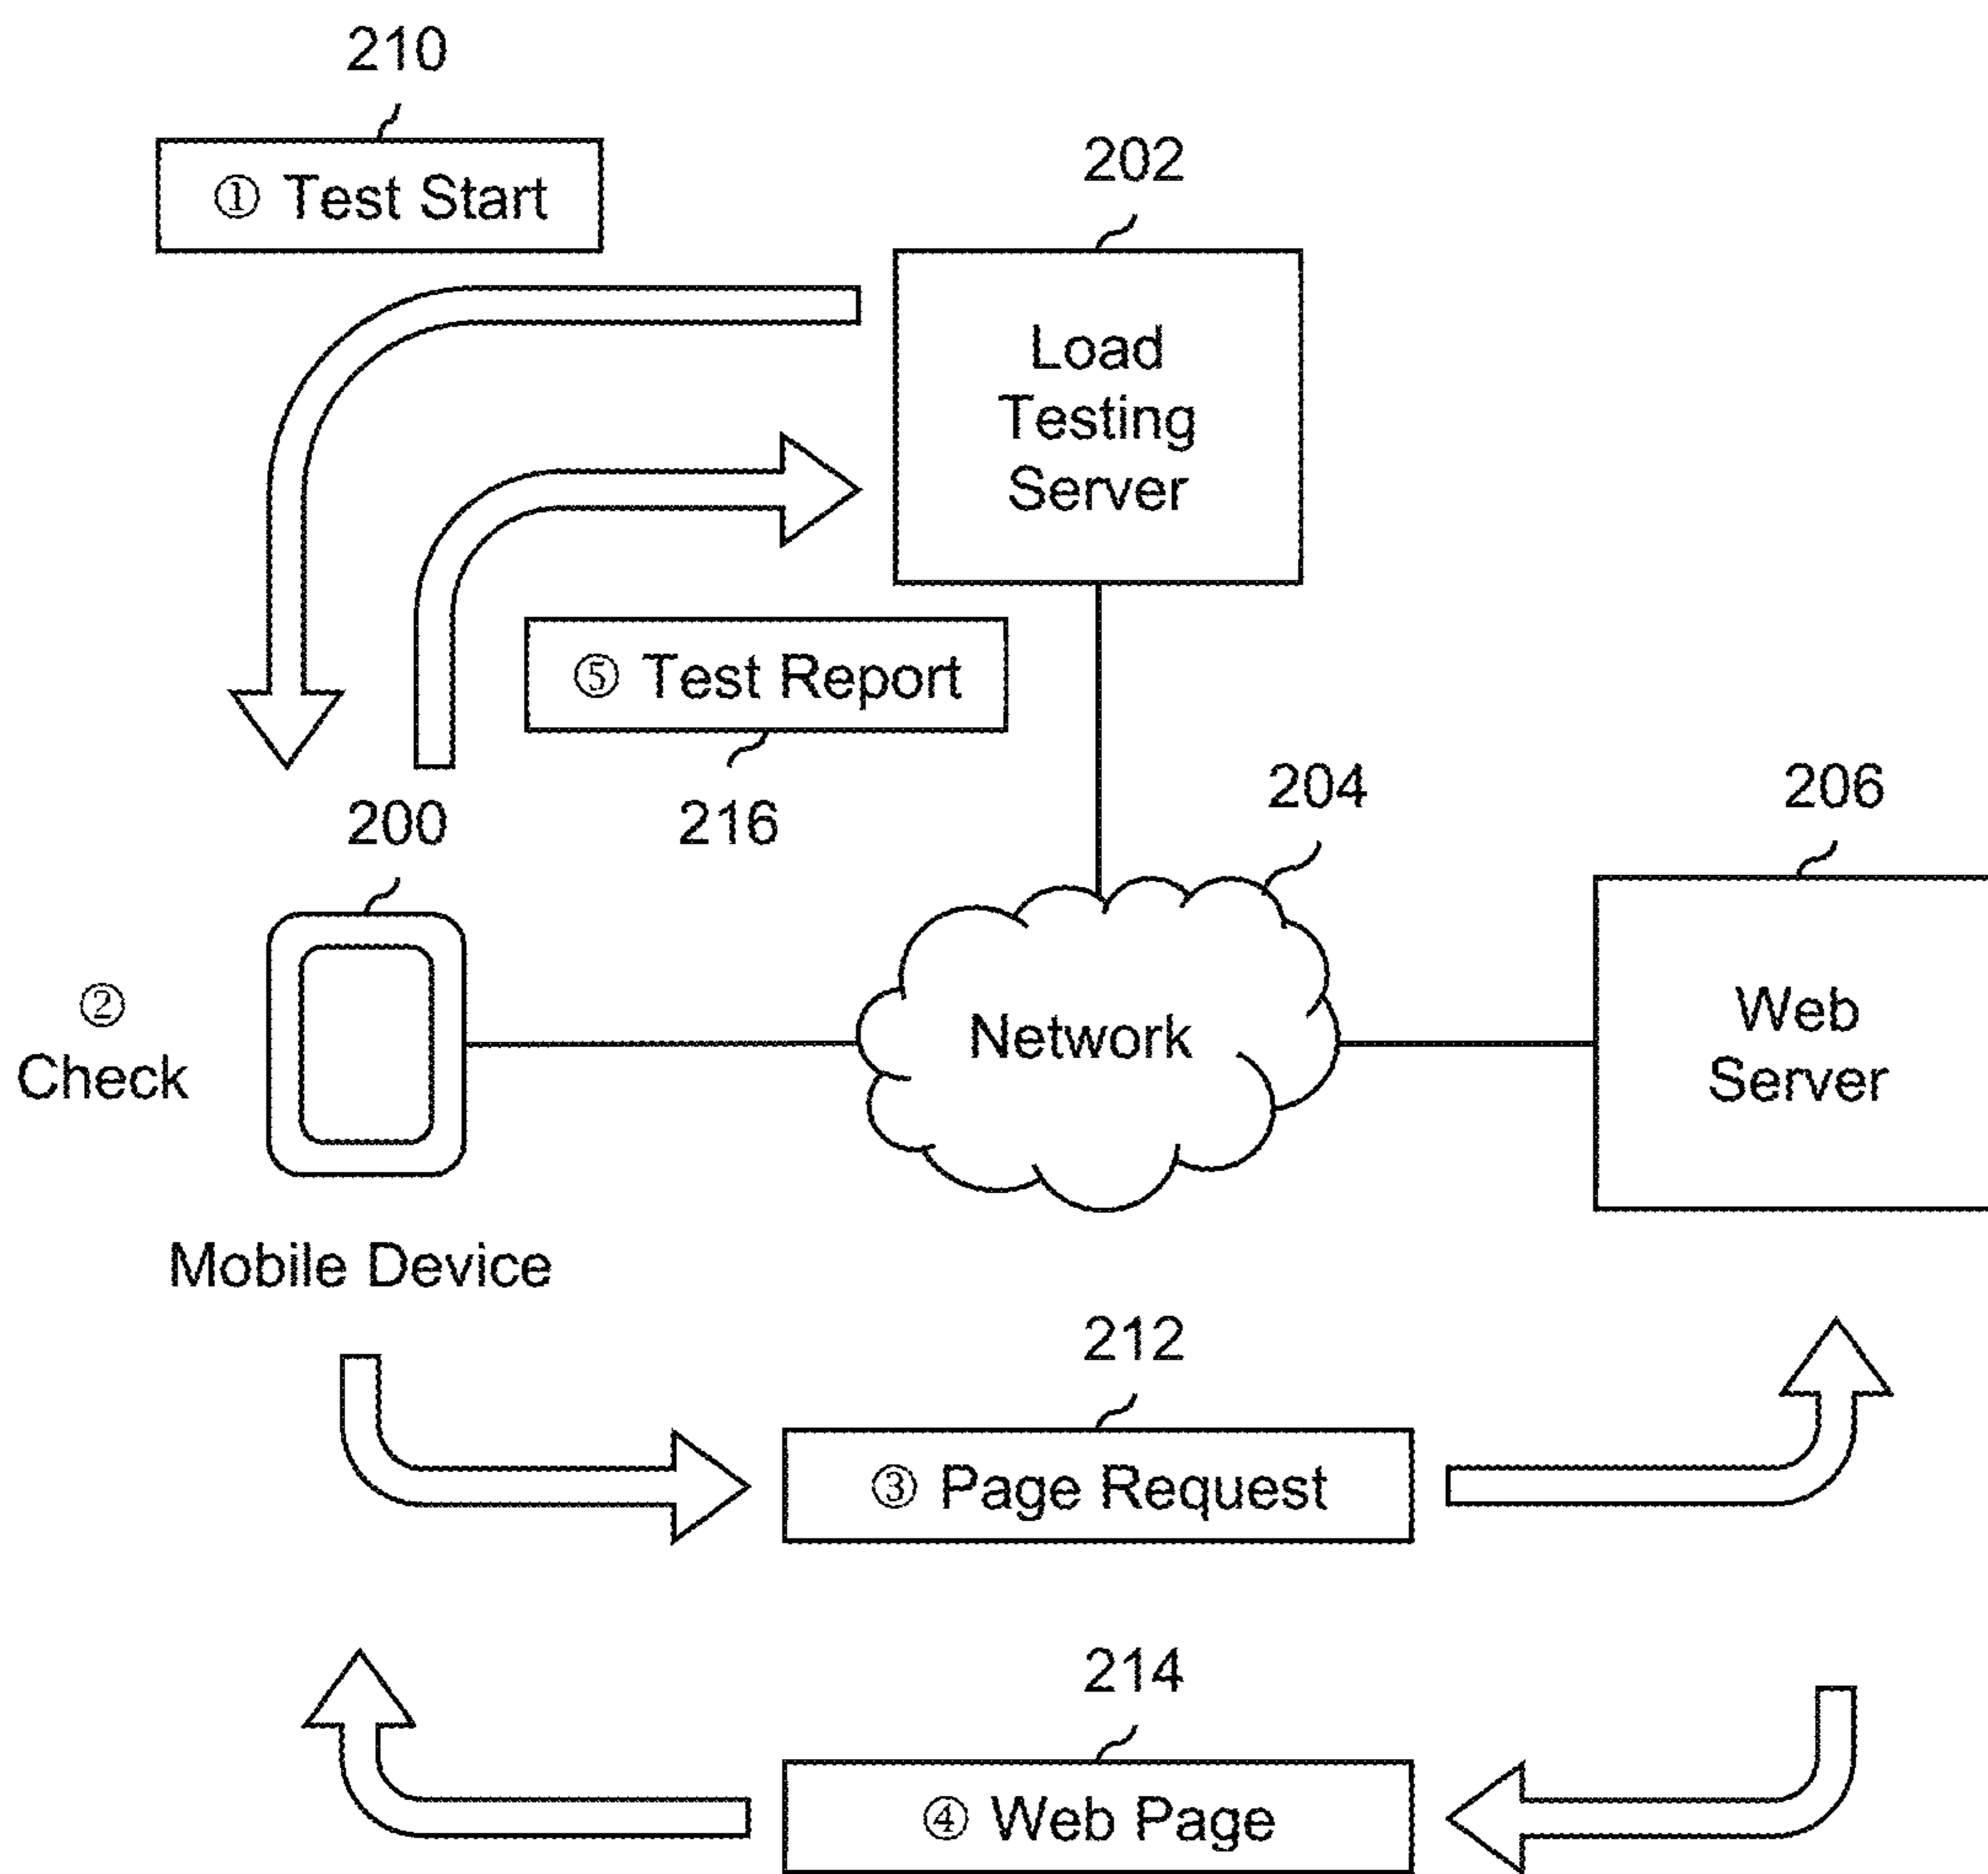 210
① Test Start
202
Load
Testing
Server
⑤ Test Report
216
200
204
206
②
Check
Network
Web
Server
Mobile Device
212
③ Page Request
214
④ Web Page